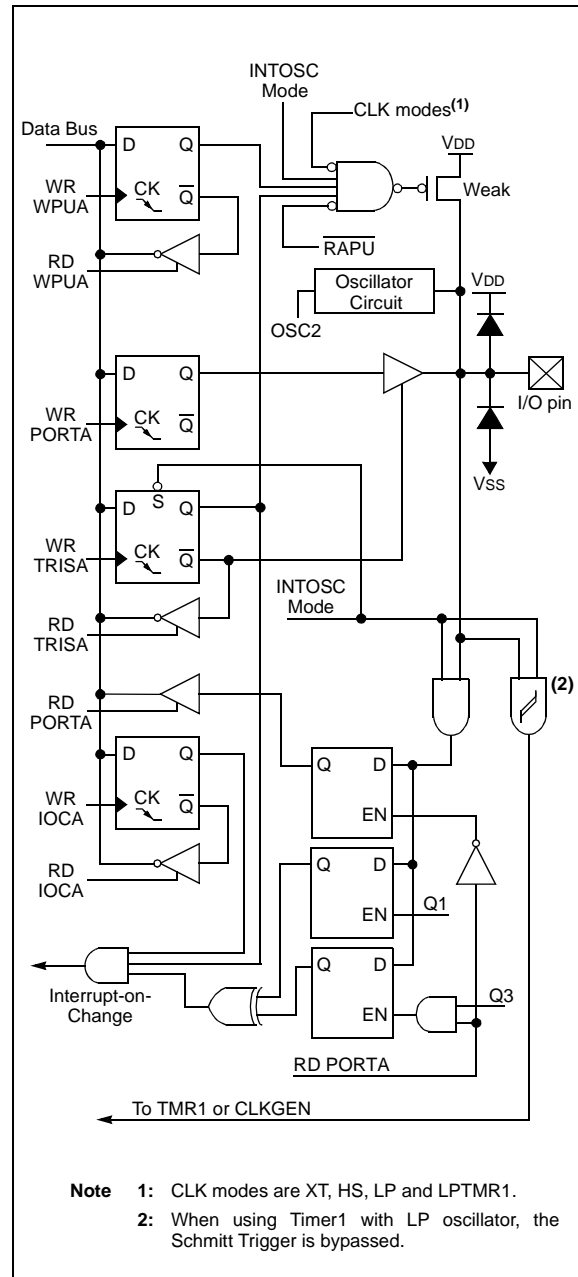 INTOSC
Mode
CLK modes(1)
Data Bus
D
Q
VDD
WR
WPUA
CK
Q
Weak
RD
WPUA
RAPU
Oscillator
Circuit
VDD
OSC2
D
Q
WR
PORTA
CK
Q
I/O pin
VSS
D
S
Q
WR
TRISA
CK
Q
INTOSC
Mode
RD
TRISA
(2)
RD
PORTA
D
Q
Q
D
WR
IOCA
CK
Q
EN
RD
IOCA
Q
D
EN
Q1
Q
D
Interrupt-on-
Change
EN
Q3
RD PORTA
To TMR1 or CLKGEN
Note 1: CLK modes are XT, HS, LP and LPTMR1.
2: When using Timer1 with LP oscillator, the
Schmitt Trigger is bypassed.